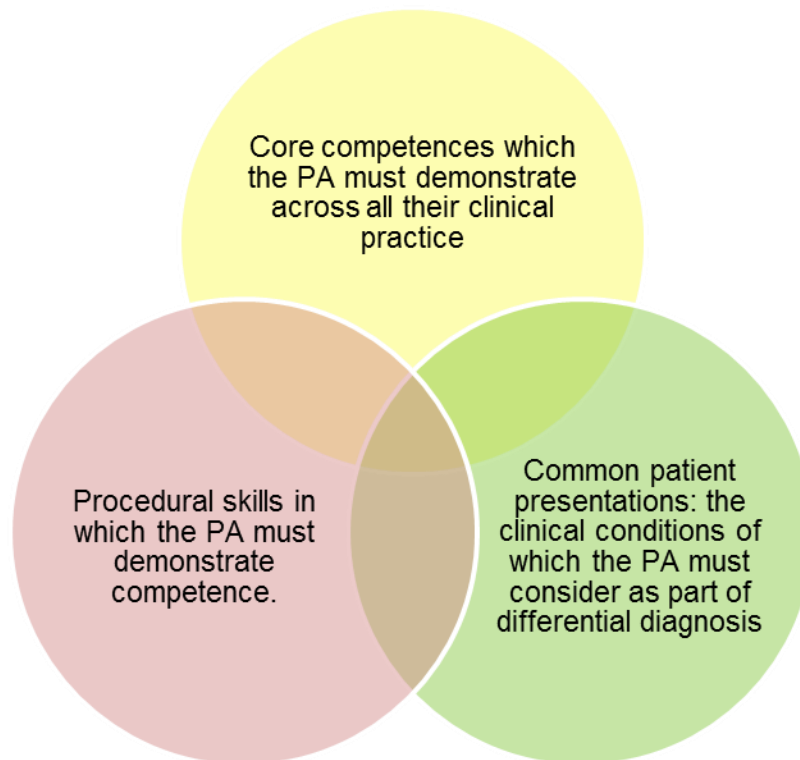 Core competences which
the PA must demonstrate
across all their clinical
practice
Procedural skills in
which the PA must
demonstrate
competence.
Common patient
presentations: the
clinical conditions of
which the PA must
consider as part of
differential diagnosis